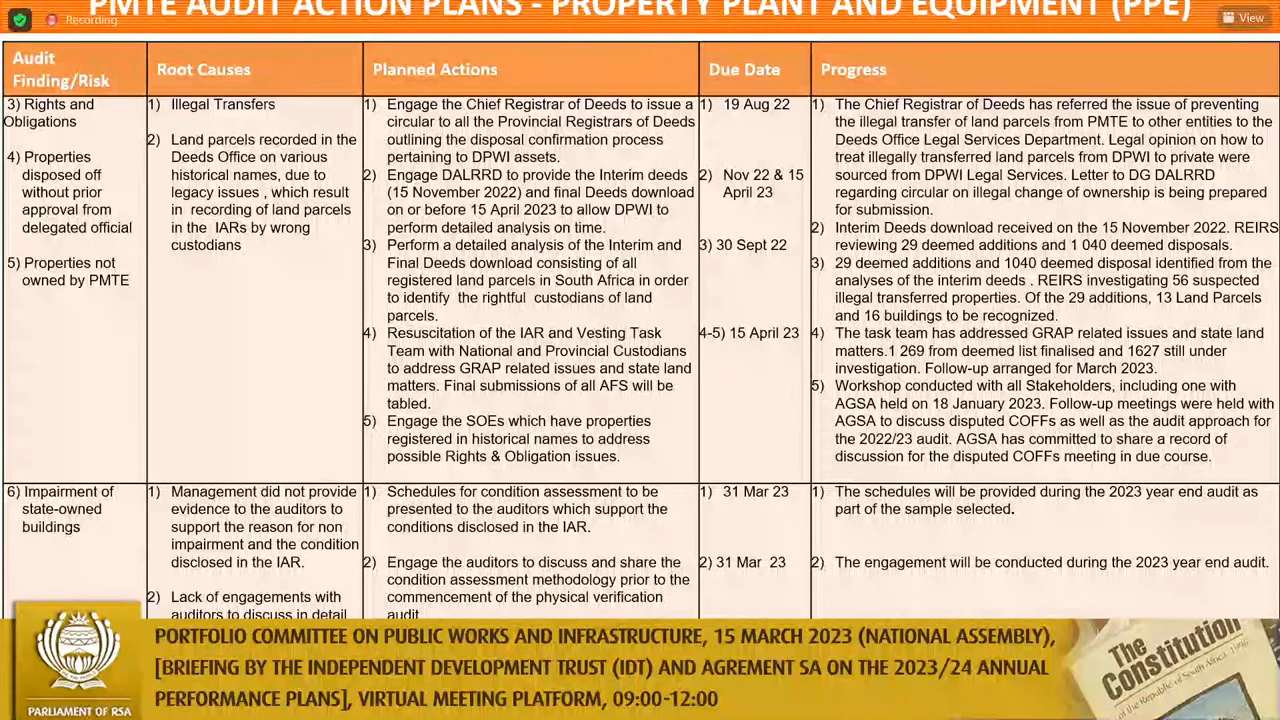 PMTE AUDIT ACTION PLANS - PROPERTY PLANT AND EQUIPMENT (PPE)
Recording
View
Audit
Finding/Risk
Root Causes
Planned Actions
Due Date
Progress
3) Rights and
Obligations
4) Properties
disposed off
without prior
approval from
delegated official
5) Properties not
owned by PMTE
1) Illegal Transfers
2) Land parcels recorded in the
Deeds Office on various
historical names, due to
legacy issues , which result
in recording of land parcels
in the IARs by wrong
custodians
1) Engage the Chief Registrar of Deeds to issue a
circular to all the Provincial Registrars of Deeds
outlining the disposal confirmation process
pertaining to DPWI assets.
2) Engage DALRRD to provide the Interim deeds
(15 November 2022) and final Deeds download
on or before 15 April 2023 to allow DPWI to
perform detailed analysis on time.
3) Perform a detailed analysis of the Interim and
Final Deeds download consisting of all
registered land parcels in South Africa in order
to identify the rightful custodians of land
parcels.
4) Resuscitation of the IAR and Vesting Task
Team with National and Provincial Custodians
to address GRAP related issues and state land
matters. Final submissions of all AFS will be
tabled.
5) Engage the SOEs which have properties
registered in historical names to address
possible Rights & Obligation issues.
1) 19 Aug 22
2) Nov 22 & 15
April 23
3) 30 Sept 22
4-5) 15 April 23
1) The Chief Registrar of Deeds has referred the issue of preventing
the illegal transfer of land parcels from PMTE to other entities to the
Deeds Office Legal Services Department. Legal opinion on how to
treat illegally transferred land parcels from DPWI to private were
sourced from DPWI Legal Services. Letter to DG DALRRD
regarding circular on illegal change of ownership is being prepared
for submission.
2) Interim Deeds download received on the 15 November 2022. REIRS
reviewing 29 deemed additions and 1 040 deemed disposals.
3) 29 deemed additions and 1040 deemed disposal identified from the
analyses of the interim deeds . REIRS investigating 56 suspected
illegal transferred properties. Of the 29 additions, 13 Land Parcels
and 16 buildings to be recognized.
4) The task team has addressed GRAP related issues and state land
matters.1 269 from deemed list finalised and 1627 still under
investigation. Follow-up arranged for March 2023.
5) Workshop conducted with all Stakeholders, including one with
AGSA held on 18 January 2023. Follow-up meetings were held with
AGSA to discuss disputed COFFs as well as the audit approach for
the 2022/23 audit. AGSA has committed to share a record of
discussion for the disputed COFFs meeting in due course.
6) Impairment of
state-owned
buildings
1) Management did not provide
evidence to the auditors to
support the reason for non
impairment and the condition
disclosed in the IAR.
2) Lack of engagements with
auditors to discuss in detail
1) Schedules for condition assessment to be
presented to the auditors which support the
conditions disclosed in the IAR.
2) Engage the auditors to discuss and share the
condition assessment methodology prior to the
commencement of the physical verification
audit
1) 31 Mar 23
2) 31 Mar 23
1) The schedules will be provided during the 2023 year end audit as
part of the sample selected.
2) The engagement will be conducted during the 2023 year end audit.
PORTFOLIO COMMITTEE ON PUBLIC WORKS AND INFRASTRUCTURE, 15 MARCH 2023 (NATIONAL ASSEMBLY),
[BRIEFING BY THE INDEPENDENT DEVELOPMENT TRUST (IDT) AND AGREMENT SA ON THE 2023/24 ANNUAL
PERFORMANCE PLANS], VIRTUAL MEETING PLATFORM, 09:00-12:00
PARLIAMENT OF RSA
The
Constitution
of the Republic of South Africa, 1996